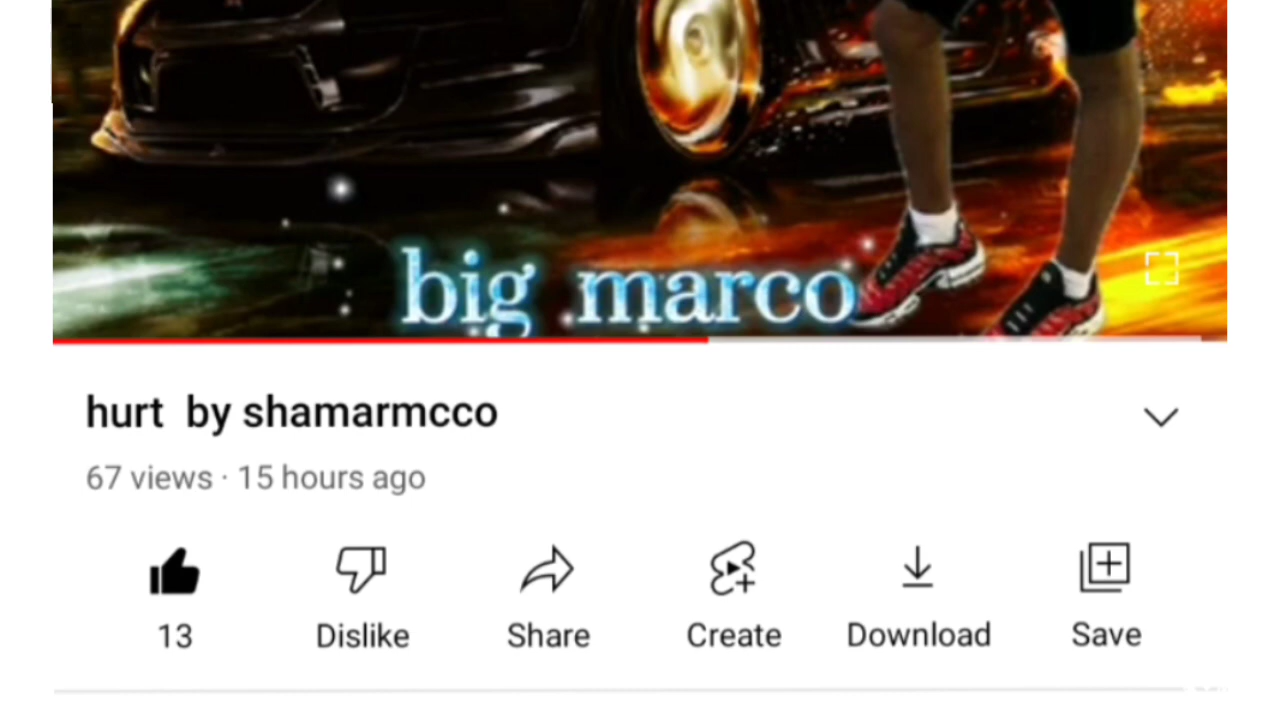 big marco
hurt by shamarmcco
67 views · 15 hours ago
13 Dislike Share Create Download Save